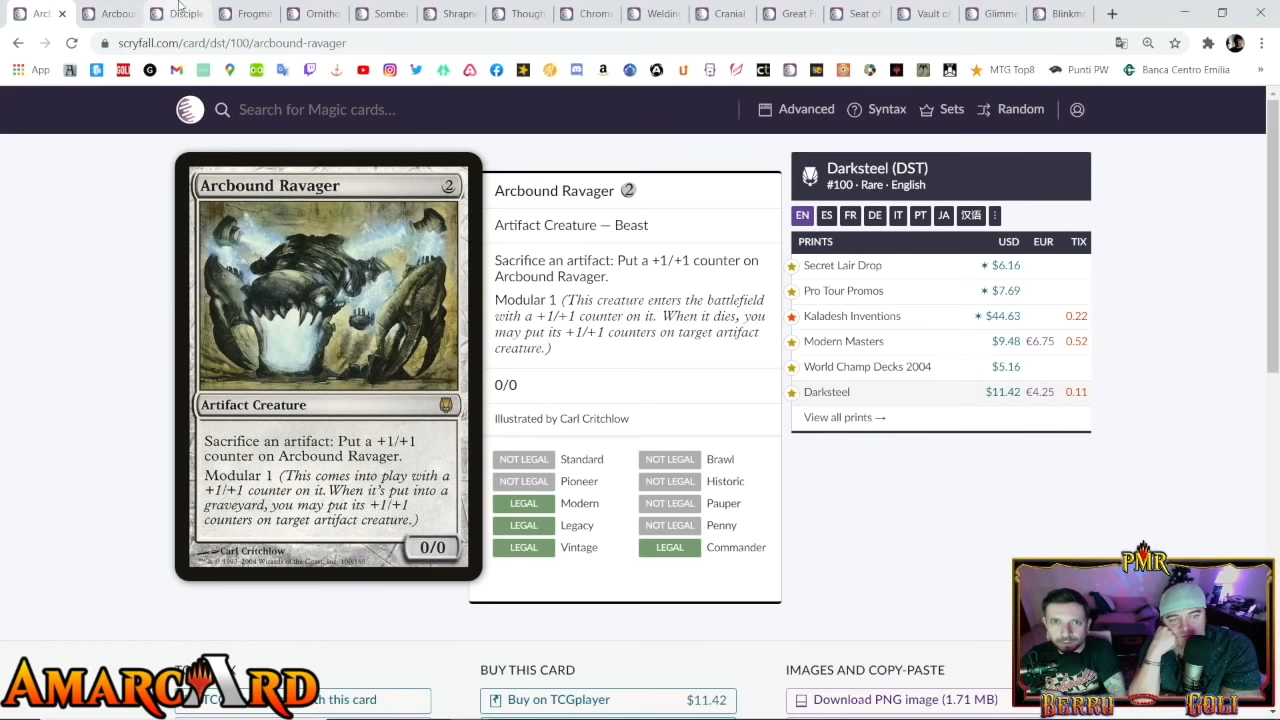 Arc
Arcbour
Disciple
Frogmit
Ornitho
Somber
Shrapne
Though
Chrome
Welding
Cranial
Great F
Seat of
Vault of
Glimme
Blinkmo
scryfall.com/card/dst/100/arcbound-ravager
App
MTG Top8
Punti PW
Banca Centro Emilia
Search for Magic cards...
Advanced
Syntax
Sets
Random
Arcbound Ravager 2
Artifact Creature
Sacrifice an artifact: Put a +1/+1
counter on Arcbound Ravager.
Modular 1 (This comes into play with a
+1/+1 counter on it. When it's put into a
graveyard, you may put its +1/+1
counters on target artifact creature.)
Carl Critchlow
0/0
Arcbound Ravager 2
Artifact Creature — Beast
Sacrifice an artifact: Put a +1/+1 counter on
Arcbound Ravager.
Modular 1 (This creature enters the battlefield
with a +1/+1 counter on it. When it dies, you
may put its +1/+1 counters on target artifact
creature.)
0/0
Illustrated by Carl Critchlow
NOT LEGAL Standard NOT LEGAL Brawl
NOT LEGAL Pioneer NOT LEGAL Historic
LEGAL Modern NOT LEGAL Pauper
LEGAL Legacy NOT LEGAL Penny
LEGAL Vintage LEGAL Commander
Darksteel (DST)
#100 · Rare · English
EN ES FR DE IT PT JA 汉语
PRINTS USD EUR TIX
Secret Lair Drop $6.16
Pro Tour Promos $7.69
Kaladesh Inventions $44.63 0.22
Modern Masters $9.48 €6.75 0.52
World Champ Decks 2004 $5.16
Darksteel $11.42 €4.25 0.11
View all prints →
BUY THIS CARD
Buy on TCGplayer $11.42
IMAGES AND COPY-PASTE
Download PNG image (1.71 MB)
this card
AMARCARD
PMR
BERRU GOLI